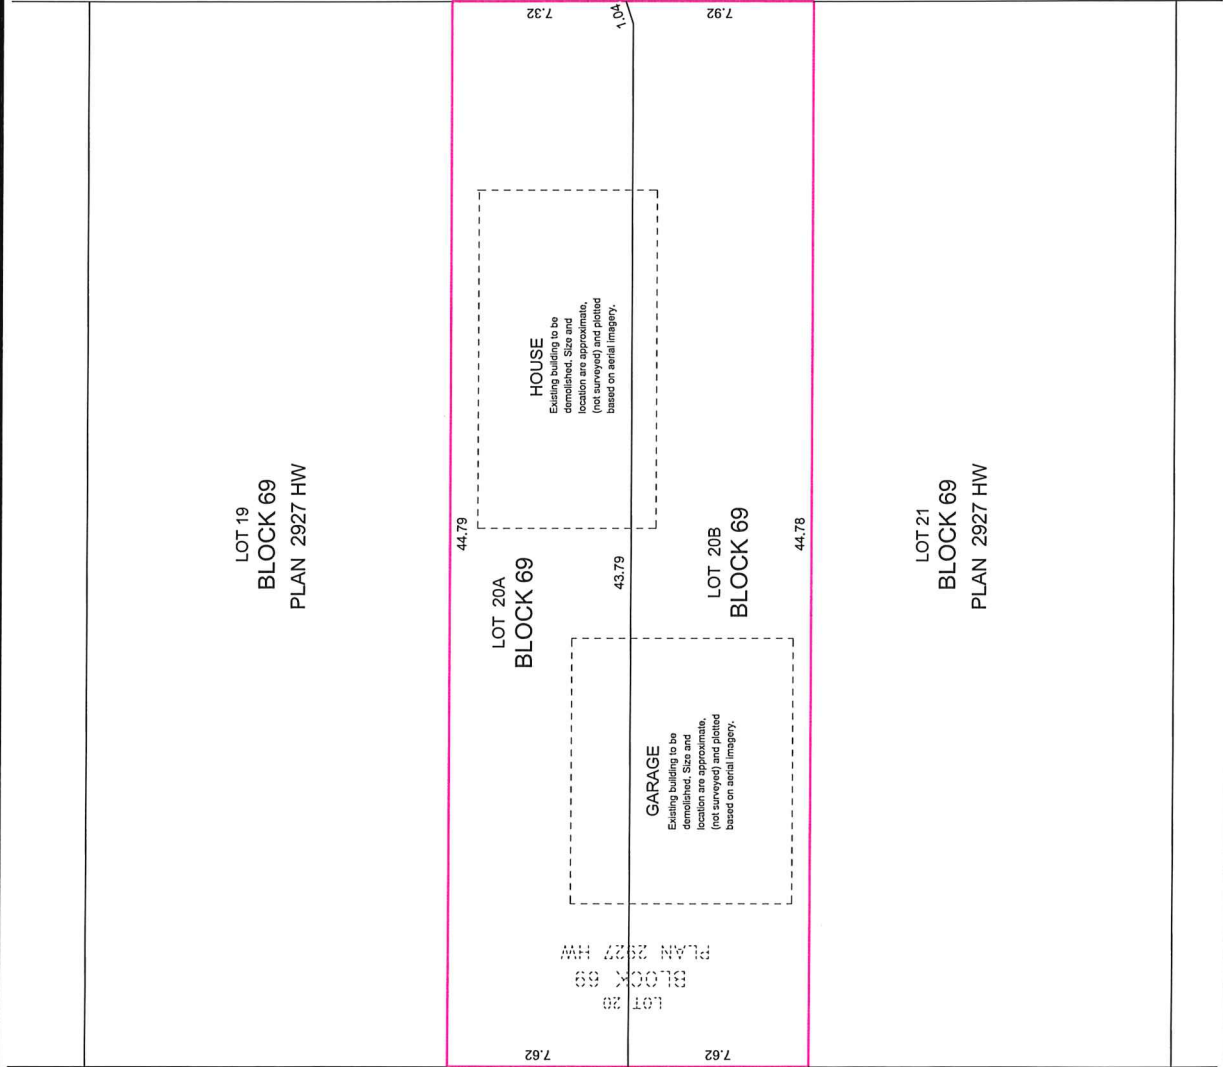 7.32
1.04
7.92
HOUSE
Existing building to be
demolished. Size and
location are approximate,
(not surveyed) and plotted
based on aerial imagery.
LOT 19
BLOCK 69
PLAN 2927 HW
44.79
43.79
44.78
LOT 20A
BLOCK 69
LOT 20B
BLOCK 69
LOT 21
BLOCK 69
PLAN 2927 HW
GARAGE
Existing building to be
demolished. Size and
location are approximate,
(not surveyed) and plotted
based on aerial imagery.
LOT 20
BLOCK 69
PLAN 2927 HW
7.62
7.62